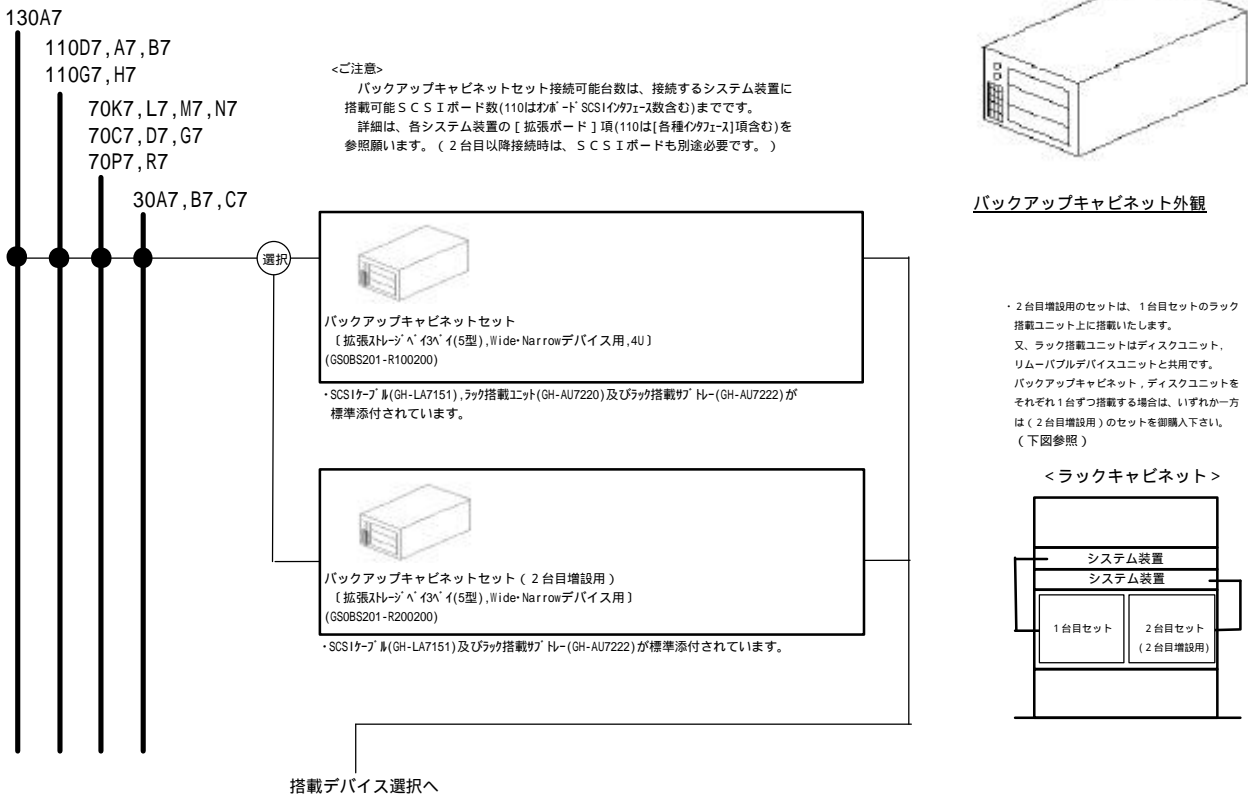 130A7
110D7,A7,B7
110G7,H7
70K7,L7,M7,N7
70C7,D7,G7
70P7,R7
30A7,B7,C7
<ご注意>
バックアップキャビネットセット接続可能台数は、接続するシステム装置に
搭載可能ＳＣＳＩボード数(110はｵﾝﾎﾞｰﾄﾞSCSIｲﾝﾀﾌｪｰｽ数含む)までです。
詳細は、各システム装置の［拡張ボード］項(110は[各種ｲﾝﾀﾌｪｰｽ]項含む)を
参照願います。（２台目以降接続時は、ＳＣＳＩボードも別途必要です。）
選択
バックアップキャビネットセット
〔拡張ｽﾄﾚｰｼﾞﾍﾞｲ3ﾍﾞｲ(5型),Wide･Narrowデバイス用,4U〕
(GS0BS201-R100200)
・SCSIｹｰﾌﾞﾙ(GH-LA7151),ﾗｯｸ搭載ﾕﾆｯﾄ(GH-AU7220)及びﾗｯｸ搭載ｻﾌﾞﾄﾚｰ(GH-AU7222)が
標準添付されています。
バックアップキャビネットセット（２台目増設用）
〔拡張ｽﾄﾚｰｼﾞﾍﾞｲ3ﾍﾞｲ(5型),Wide･Narrowデバイス用〕
(GS0BS201-R200200)
・SCSIｹｰﾌﾞﾙ(GH-LA7151)及びﾗｯｸ搭載ｻﾌﾞﾄﾚｰ(GH-AU7222)が標準添付されています。
搭載デバイス選択へ
バックアップキャビネット外観
・２台目増設用のセットは、１台目セットのラック
搭載ユニット上に搭載いたします。
又、ラック搭載ユニットはディスクユニット，
リムーバブルデバイスユニットと共用です。
バックアップキャビネット，ディスクユニットを
それぞれ１台ずつ搭載する場合は、いずれか一方
は（２台目増設用）のセットを御購入下さい。
（下図参照）
＜ラックキャビネット＞
システム装置
システム装置
１台目セット
２台目セット
(２台目増設用)